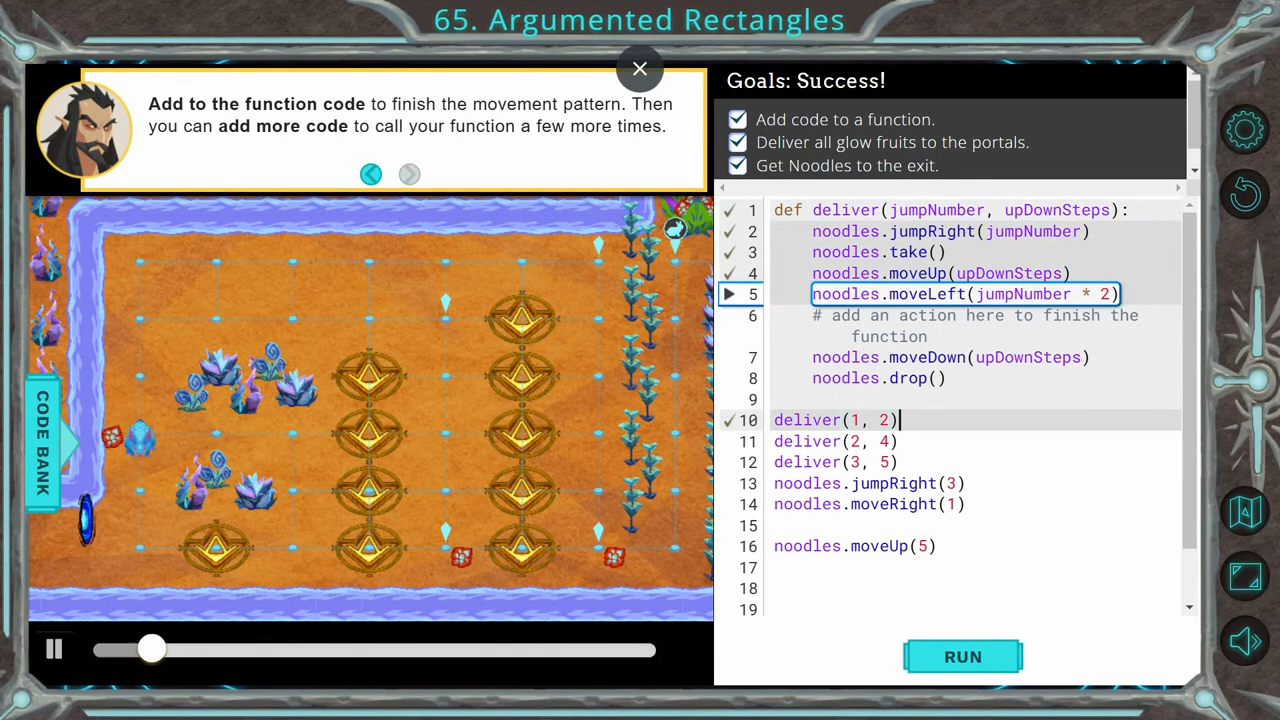 65. Argumented Rectangles
Add to the function code to finish the movement pattern. Then
you can add more code to call your function a few more times.
Goals: Success!
Add code to a function.
Deliver all glow fruits to the portals.
Get Noodles to the exit.
CODE BANK
1 def deliver(jumpNumber, upDownSteps):
2 noodles.jumpRight(jumpNumber)
3 noodles.take()
4 noodles.moveUp(upDownSteps)
5 noodles.moveLeft(jumpNumber * 2)
6 # add an action here to finish the
function
7 noodles.moveDown(upDownSteps)
8 noodles.drop()
9
10 deliver(1, 2)
11 deliver(2, 4)
12 deliver(3, 5)
13 noodles.jumpRight(3)
14 noodles.moveRight(1)
15
16 noodles.moveUp(5)
17
18
19
RUN